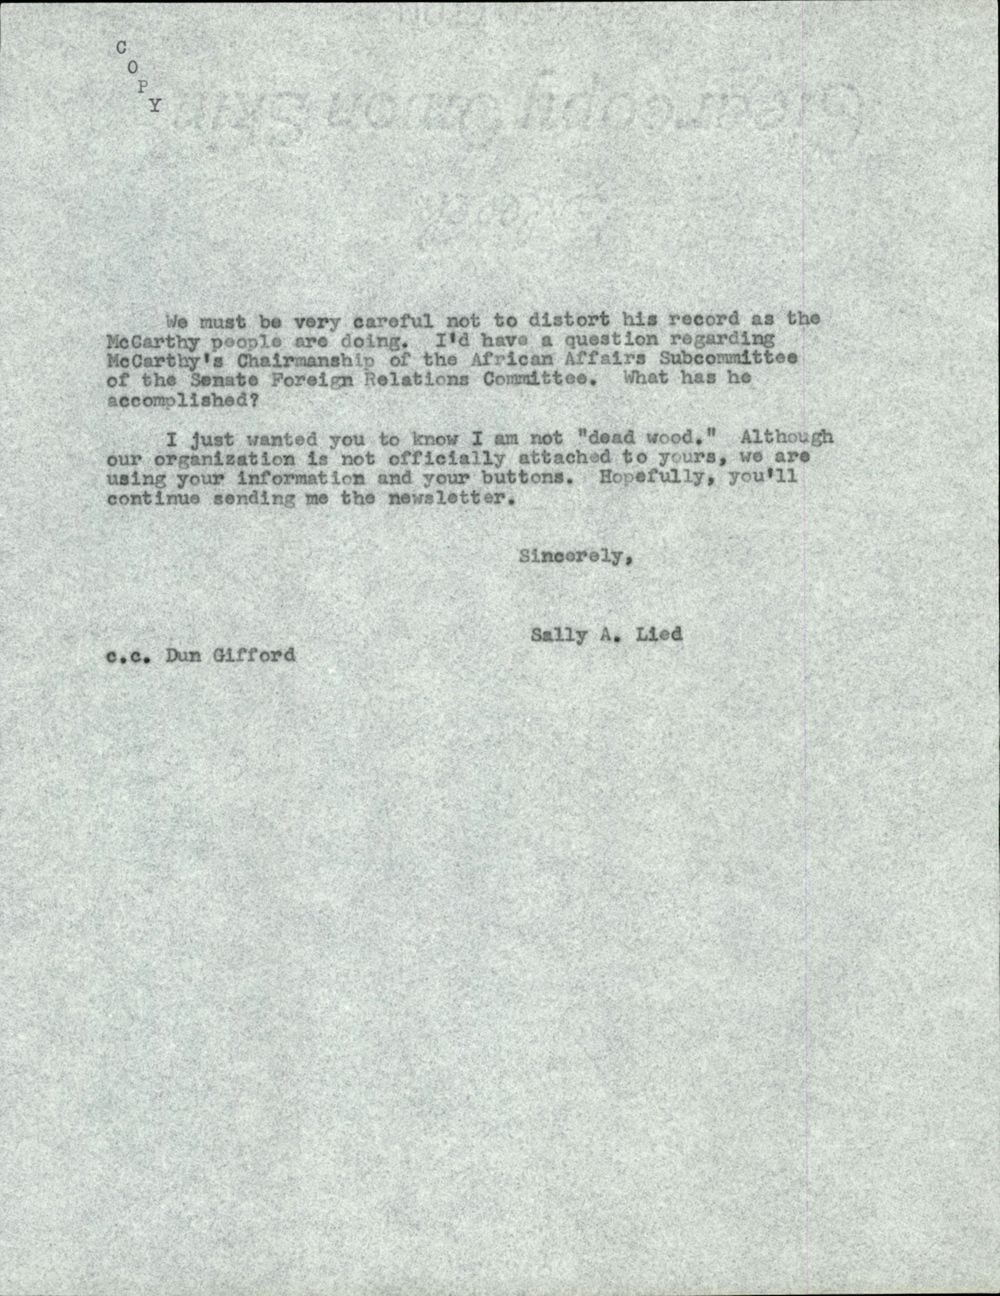 C
O
P
Y
We must be very careful not to distort his record as the
McCarthy people are doing. I'd have a question regarding
McCarthy's Chairmanship of the African Affairs Subcommittee
of the Senate Foreign Relations Committee. What has he
accomplished?
I just wanted you to know I am not "dead wood." Although
our organization is not officially attached to yours, we are
using your information and your buttons. Hopefully, you'll
continue sending me the newsletter.
Sincerely,
Sally A. Lied
c.c. Dun Gifford